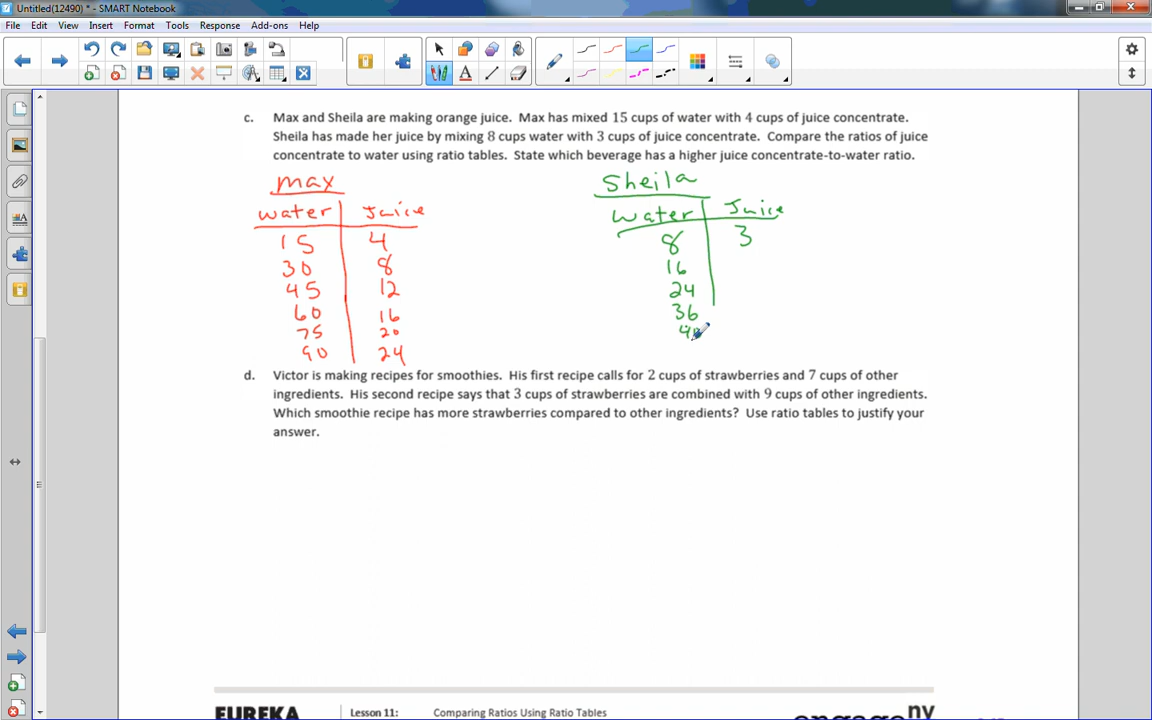 Untitled(12490) * - SMART Notebook
File Edit View Insert Format Tools Response Add-ons Help
c. Max and Sheila are making orange juice. Max has mixed 15 cups of water with 4 cups of juice concentrate.
Sheila has made her juice by mixing 8 cups water with 3 cups of juice concentrate. Compare the ratios of juice
concentrate to water using ratio tables. State which beverage has a higher juice concentrate-to-water ratio.
max
water Juice
15 4
30 8
45 12
60 16
75 20
90 24
Sheila
water Juice
8 3
16
24
36
d. Victor is making recipes for smoothies. His first recipe calls for 2 cups of strawberries and 7 cups of other
ingredients. His second recipe says that 3 cups of strawberries are combined with 9 cups of other ingredients.
Which smoothie recipe has more strawberries compared to other ingredients? Use ratio tables to justify your
answer.
EUREKA Lesson 11: Comparing Ratios Using Ratio Tables
engage ny